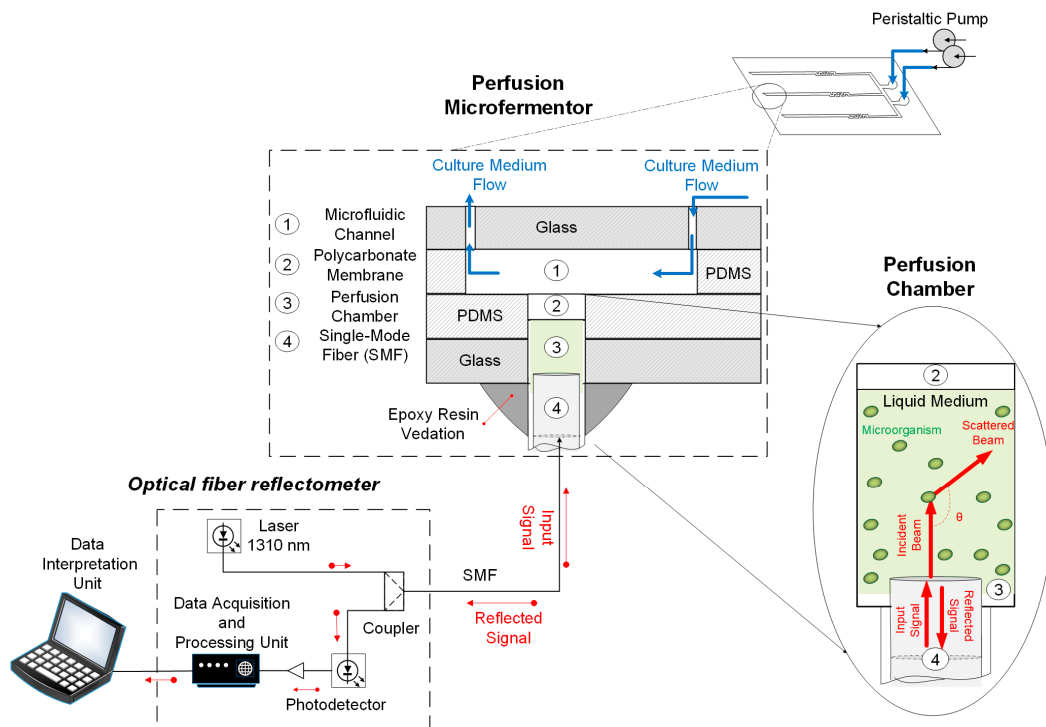 Peristaltic Pump
Perfusion
Microfermentor
Culture Medium
Flow
Culture Medium
Flow
1
Microfluidic
Channel
2
Polycarbonate
Membrane
3
Perfusion
Chamber
4
Single-Mode
Fiber (SMF)
Glass
1
PDMS
2
PDMS
3
Glass
4
Epoxy Resin
Vedation
Perfusion
Chamber
2
Liquid Medium
Microorganism
Scattered
Beam
θ
Incident
Beam
3
Input
Signal
Reflected
Signal
4
Optical fiber reflectometer
Laser
1310 nm
Input
Signal
Data
Interpretation
Unit
SMF
Data Acquisition
and
Processing Unit
Coupler
Reflected
Signal
Photodetector